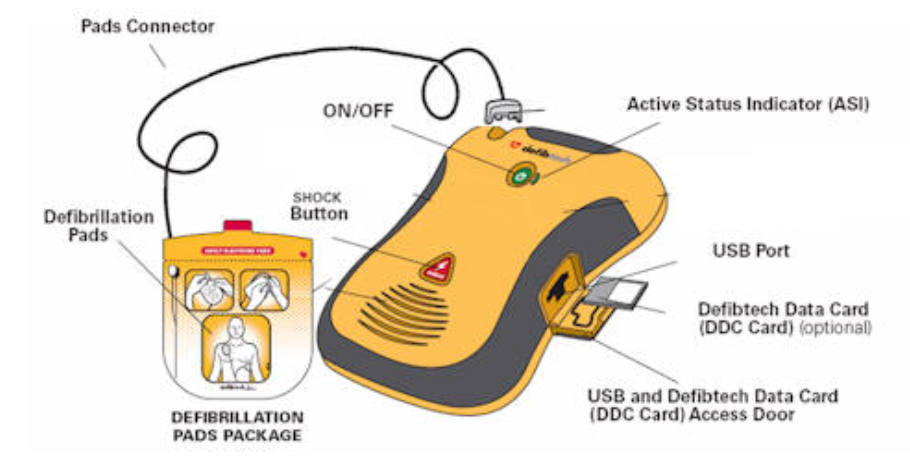 Pads Connector
ON/OFF
Active Status Indicator (ASI)
defibtech
SHOCK
Button
Defibrillation
Pads
USB Port
Defibtech Data Card
(DDC Card) (optional)
USB and Defibtech Data Card
(DDC Card) Access Door
DEFIBRILLATION
PADS PACKAGE